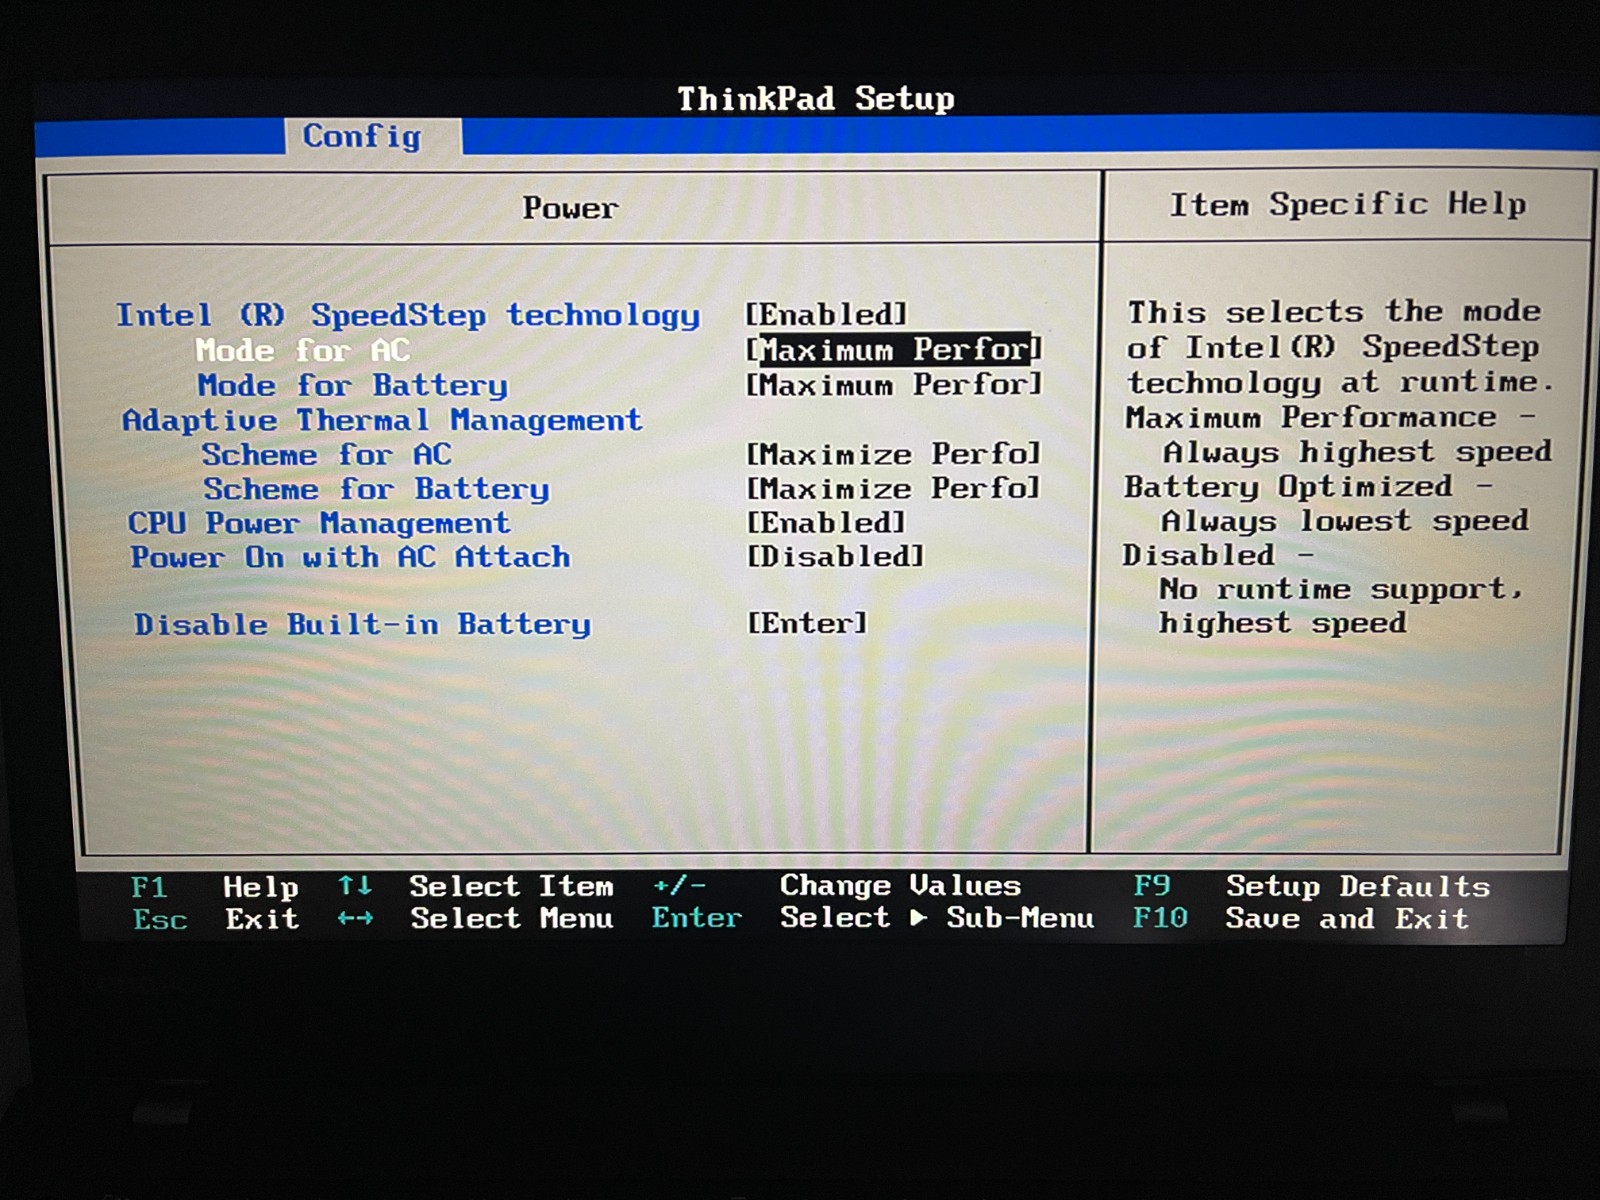 ThinkPad Setup
Config
Power
Item Specific Help
Intel (R) SpeedStep technology [Enabled]
Mode for AC [Maximum Perfor]
Mode for Battery [Maximum Perfor]
Adaptive Thermal Management
Scheme for AC [Maximize Perfo]
Scheme for Battery [Maximize Perfo]
CPU Power Management [Enabled]
Power On with AC Attach [Disabled]
Disable Built-in Battery [Enter]
This selects the mode
of Intel(R) SpeedStep
technology at runtime.
Maximum Performance -
Always highest speed
Battery Optimized -
Always lowest speed
Disabled -
No runtime support,
highest speed
F1 Help ↑↓ Select Item +/- Change Values F9 Setup Defaults
Esc Exit ←→ Select Menu Enter Select ▶ Sub-Menu F10 Save and Exit